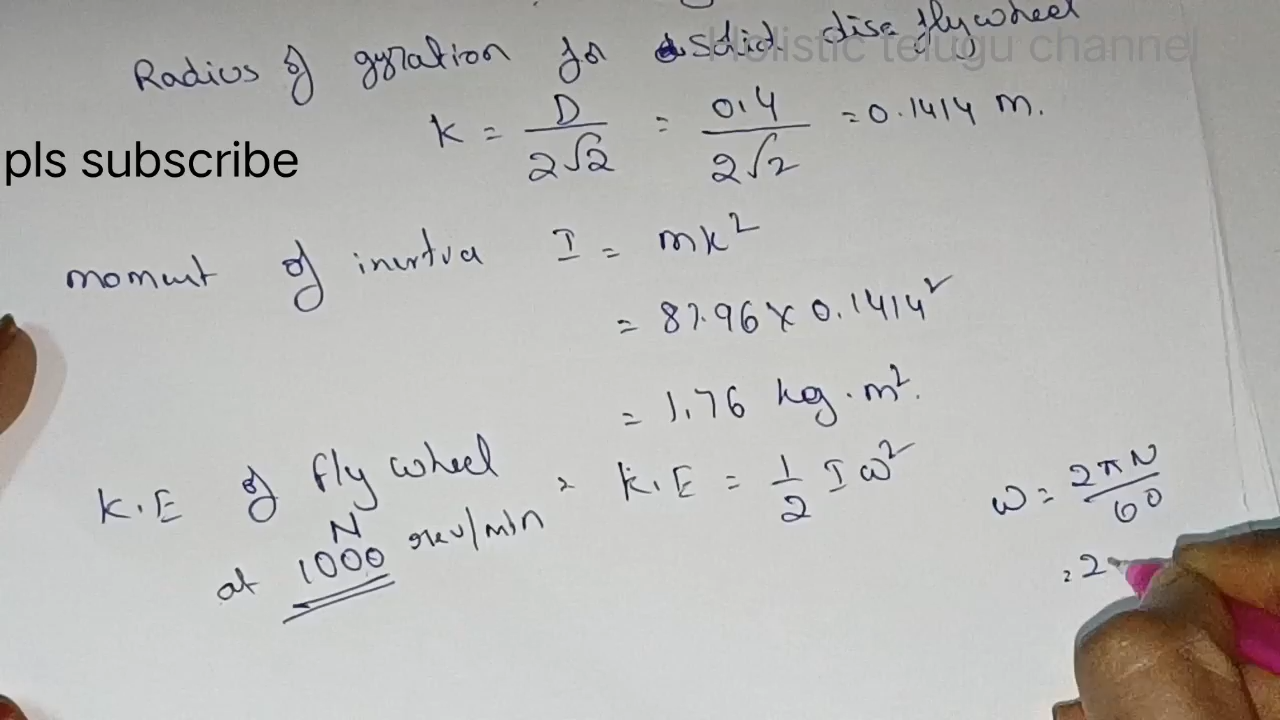 Holistic telugu channel
Radius of gyration for solid disc flywheel
K = D / 2√2 = 0.4 / 2√2 = 0.1414 m.
pls subscribe
moment of inertia I = mk²
= 87.96 × 0.1414²
= 1.76 kg.m².
K.E of fly wheel = K.E = 1/2 I ω²
N
at 1000 rev/min
ω = 2πN / 60
= 2